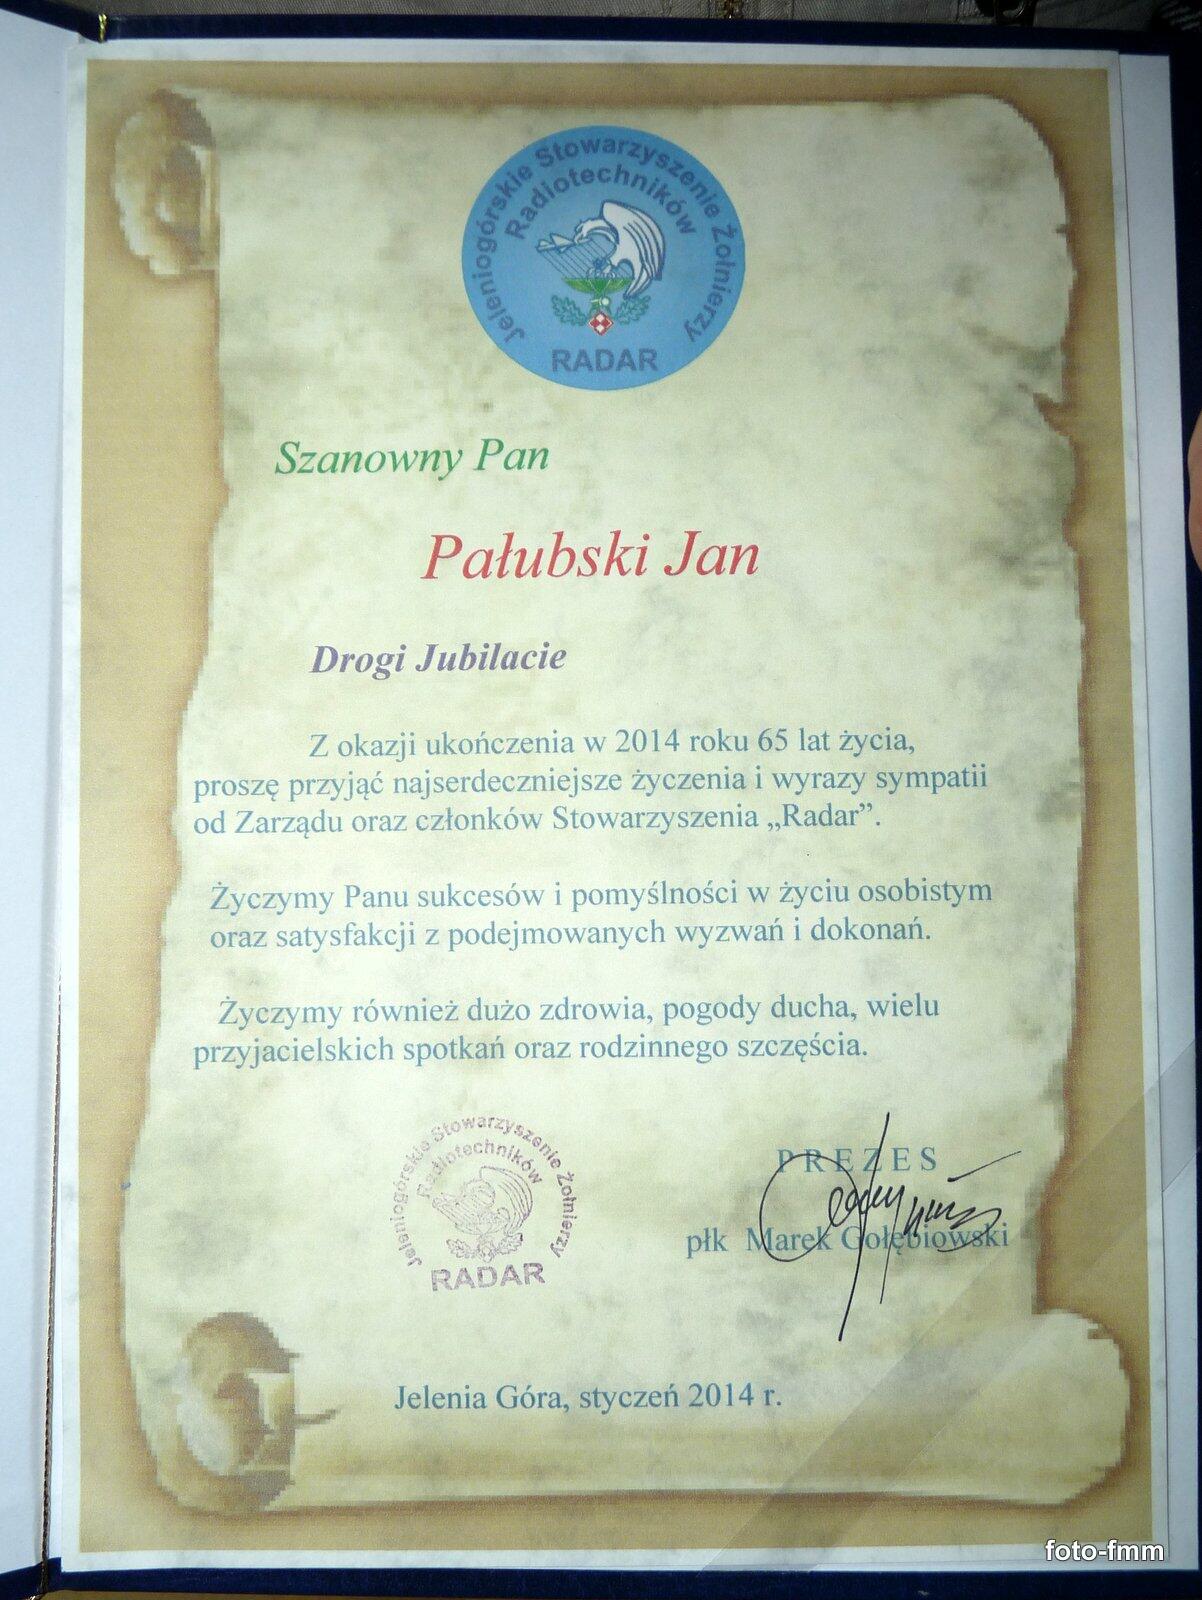 Jeleniogórskie Stowarzyszenie Żołnierzy
Radiotechników
RADAR
Szanowny Pan
Pałubski Jan
Drogi Jubilacie
Z okazji ukończenia w 2014 roku 65 lat życia,
proszę przyjąć najserdeczniejsze życzenia i wyrazy sympatii
od Zarządu oraz członków Stowarzyszenia „Radar”.
Życzymy Panu sukcesów i pomyślności w życiu osobistym
oraz satysfakcji z podejmowanych wyzwań i dokonań.
Życzymy również dużo zdrowia, pogody ducha, wielu
przyjacielskich spotkań oraz rodzinnego szczęścia.
Jeleniogórskie Stowarzyszenie Żołnierzy
Radiotechników
RADAR
PREZES
płk Marek Gołębiowski
Jelenia Góra, styczeń 2014 r.
foto-fmm